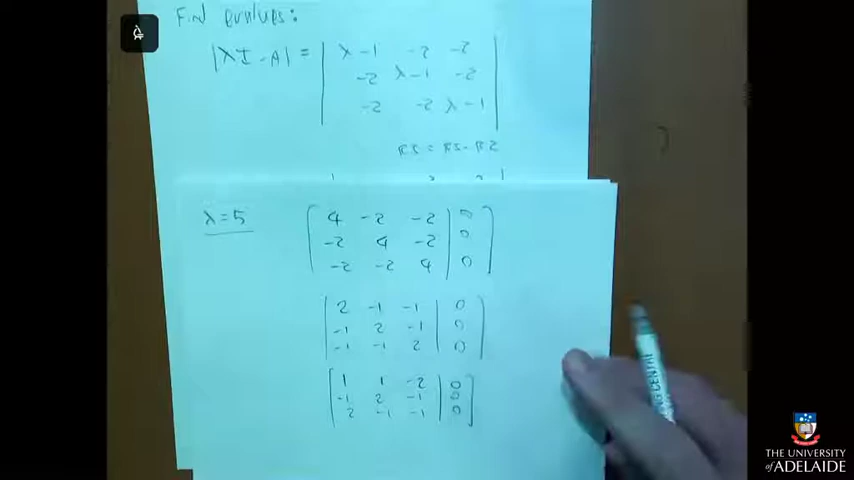 Find evalues:
|λI - A| = | λ-1 -2 -2 |
| -2 λ-1 -2 |
| -2 -2 λ-1 |
R3 = R3 - R2
λ=5
[ 4 -2 -2 | 0 ]
[ -2 4 -2 | 0 ]
[ -2 -2 4 | 0 ]
[ 2 -1 -1 | 0 ]
[ -1 2 -1 | 0 ]
[ -1 -1 2 | 0 ]
[ 1 1 -2 | 0 ]
[ -1 2 -1 | 0 ]
[ 2 -1 -1 | 0 ]
THE UNIVERSITY
of ADELAIDE